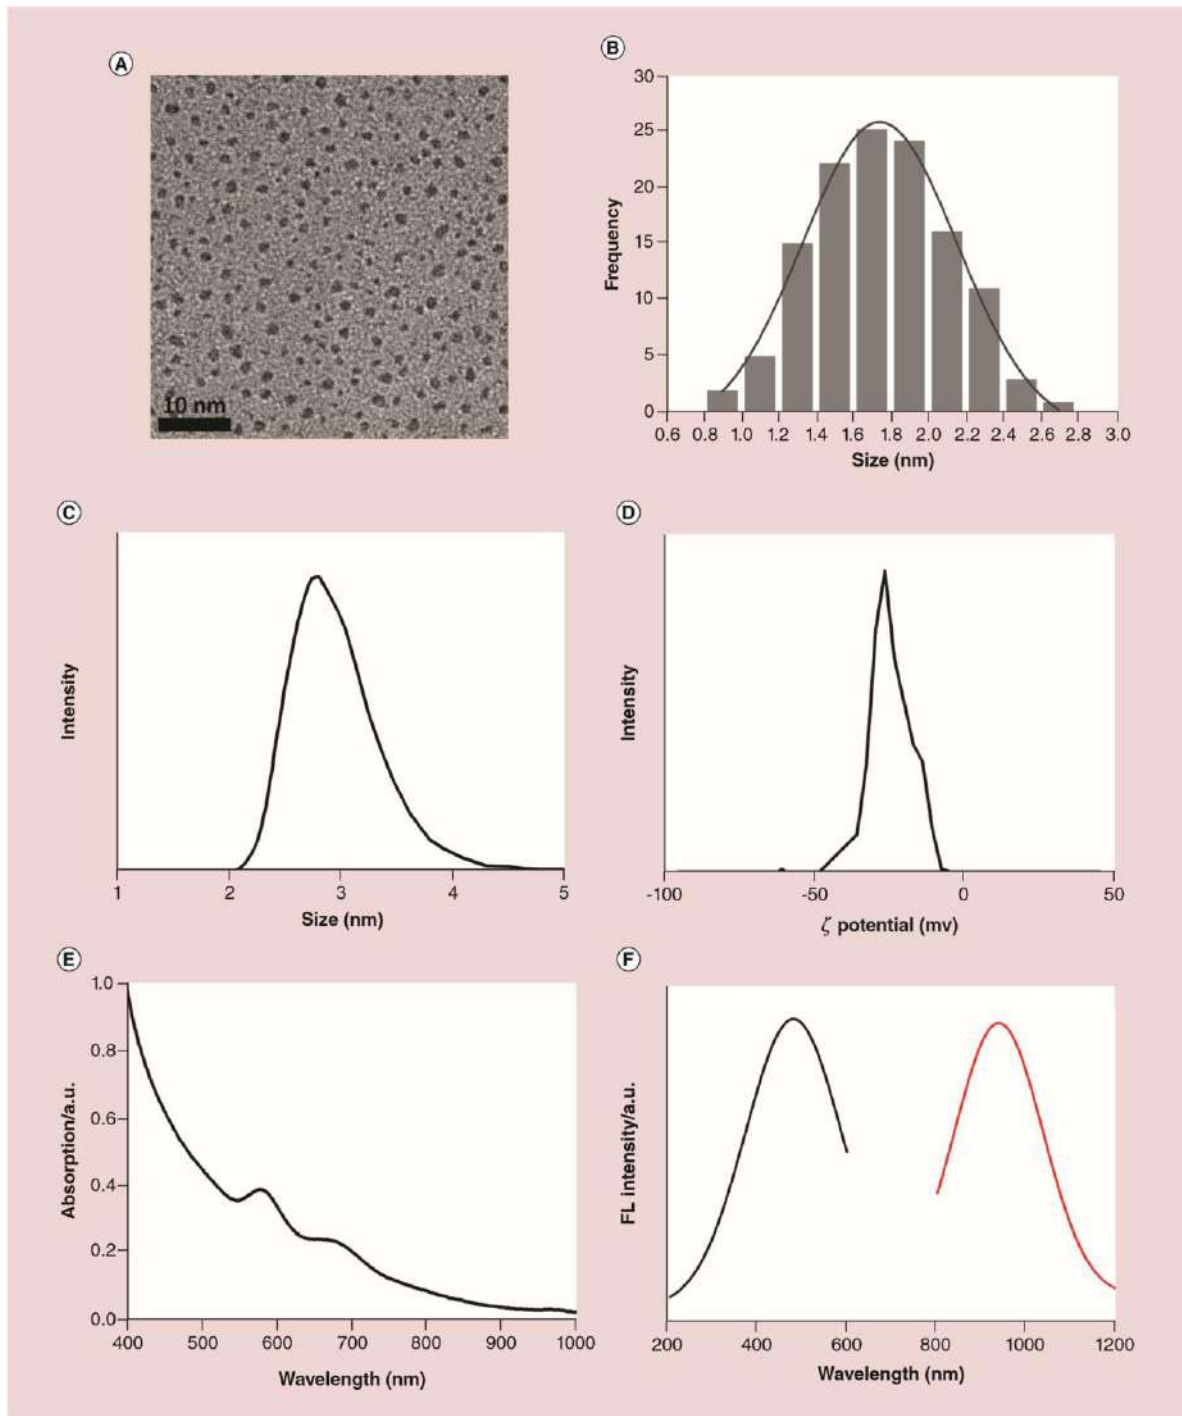 A
10 nm
B
30
25
20
15
10
5
0
Frequency
0.6 0.8 1.0 1.2 1.4 1.6 1.8 2.0 2.2 2.4 2.6 2.8 3.0
Size (nm)
C
Intensity
1 2 3 4 5
Size (nm)
D
Intensity
-100 -50 0 50
ζ potential (mv)
E
1.0
0.8
0.6
0.4
0.2
0.0
Absorption/a.u.
400 500 600 700 800 900 1000
Wavelength (nm)
F
FL intensity/a.u.
200 400 600 800 1000 1200
Wavelength (nm)